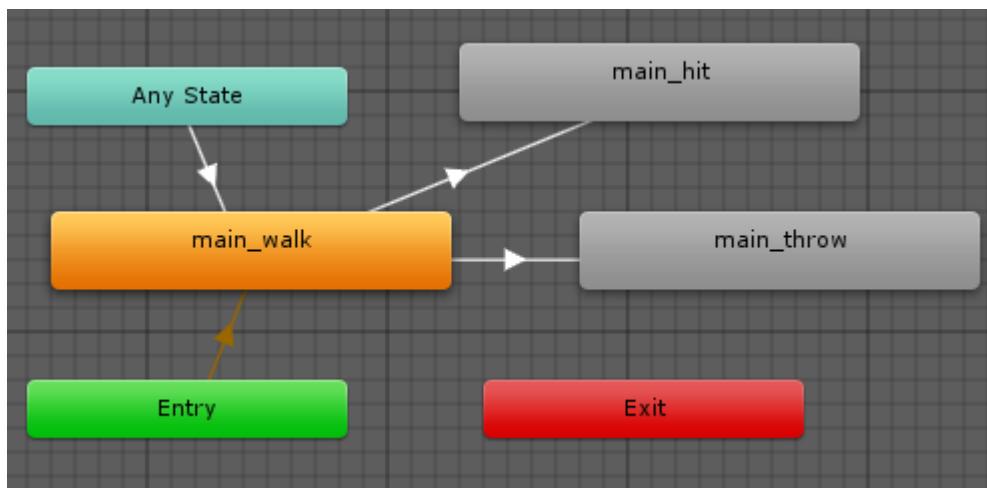 Any State
main_hit
main_walk
main_throw
Entry
Exit